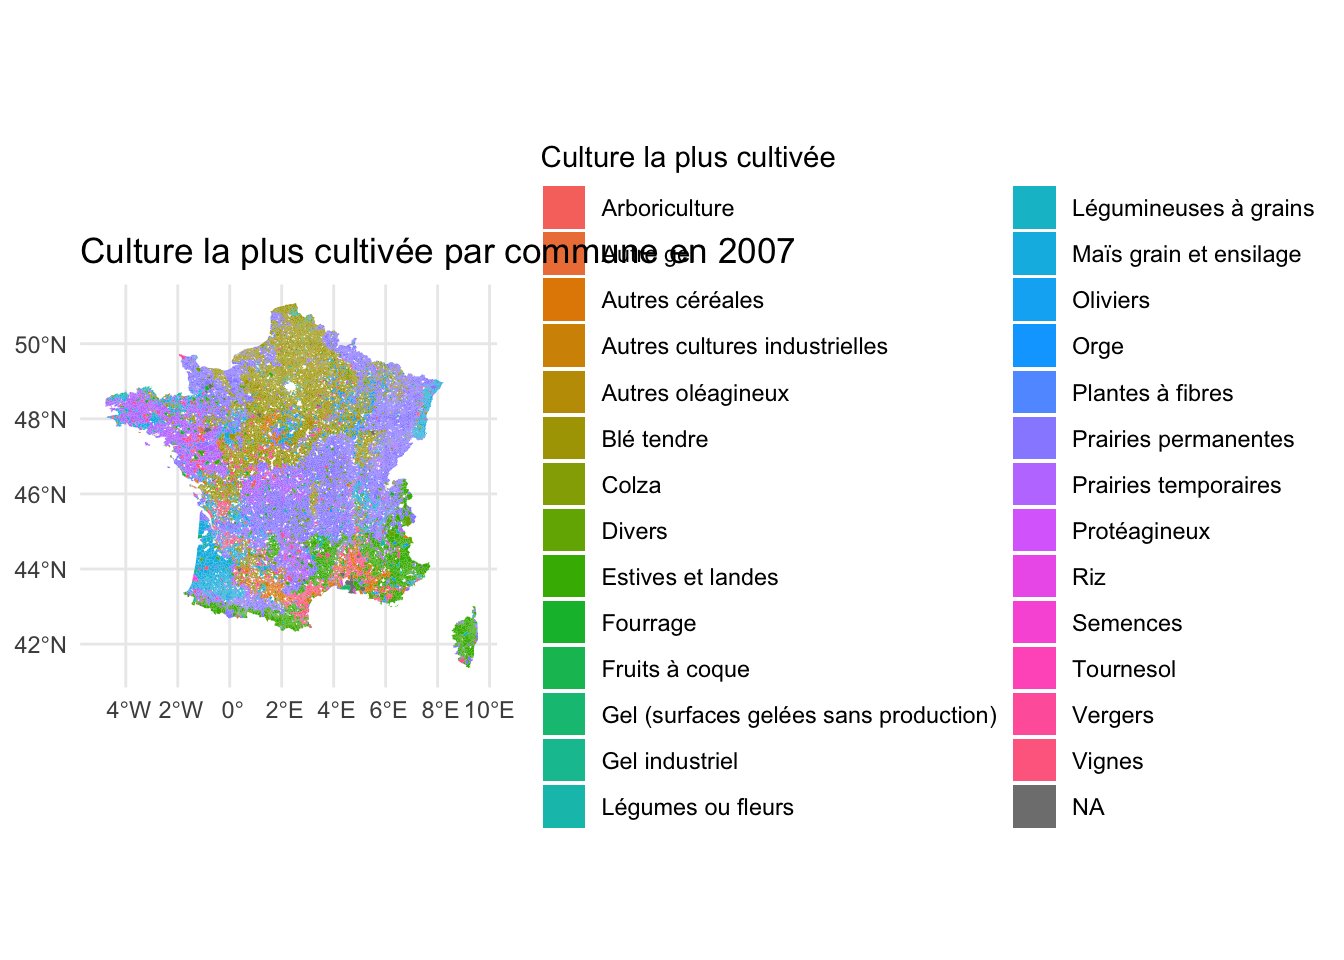 Culture la plus cultivée par commune en 2007
50°N
48°N
46°N
44°N
42°N
4°W 2°W 0° 2°E 4°E 6°E 8°E 10°E
Culture la plus cultivée
Arboriculture
Autre gel
Autres céréales
Autres cultures industrielles
Autres oléagineux
Blé tendre
Colza
Divers
Estives et landes
Fourrage
Fruits à coque
Gel (surfaces gelées sans production)
Gel industriel
Légumes ou fleurs
Légumineuses à grains
Maïs grain et ensilage
Oliviers
Orge
Plantes à fibres
Prairies permanentes
Prairies temporaires
Protéagineux
Riz
Semences
Tournesol
Vergers
Vignes
NA